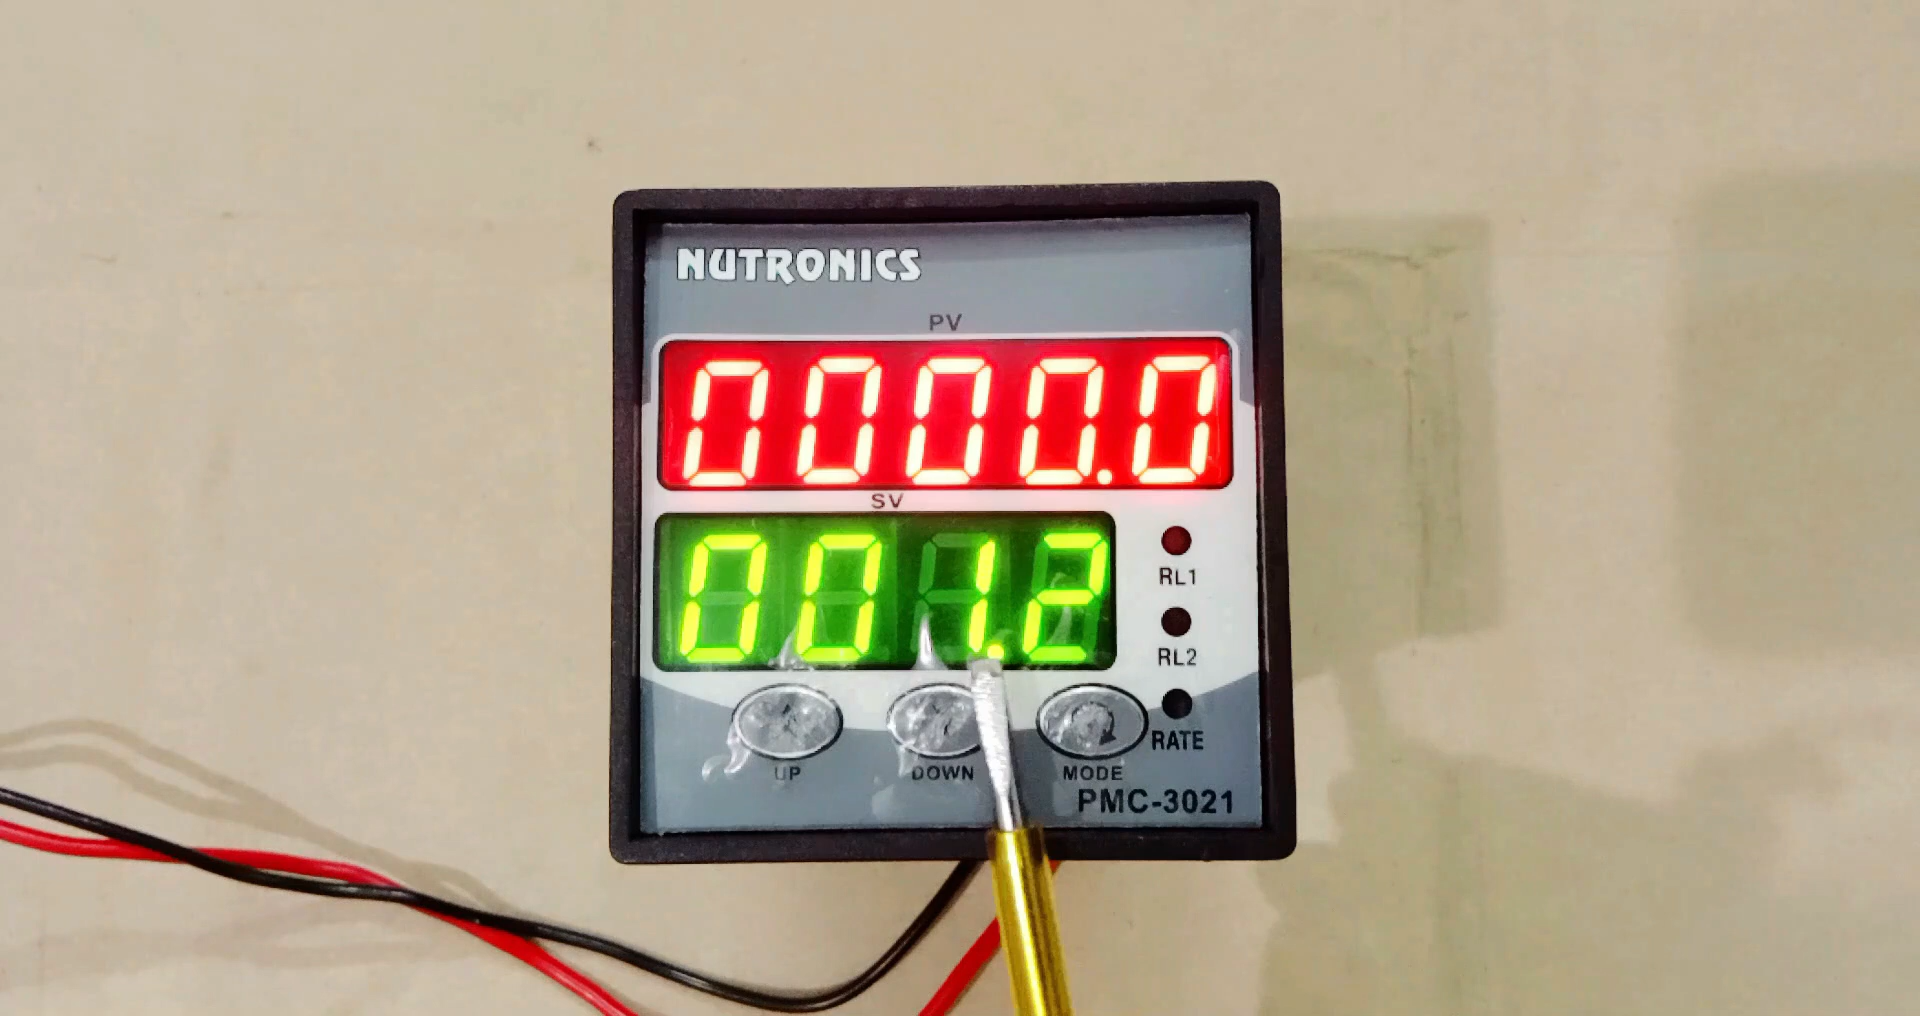 NUTRONICS
PV
0000.0
SV
001.2
RL1
RL2
RATE
UP DOWN MODE
PMC-3021